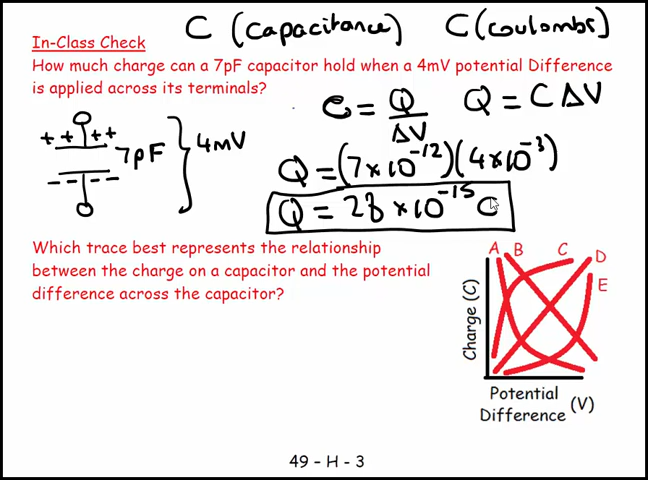 C (capacitance) C (coulombs)
In-Class Check
How much charge can a 7pF capacitor hold when a 4mV potential Difference
is applied across its terminals?
C = Q / ΔV Q = C ΔV
+ + + + 7pF } 4mV
Q = (7×10⁻¹²)(4×10⁻³)
Q = 28 ×10⁻¹⁵ C
Which trace best represents the relationship
between the charge on a capacitor and the potential
difference across the capacitor?
A B C D
E
Charge (C)
Potential
Difference (V)
49 - H - 3